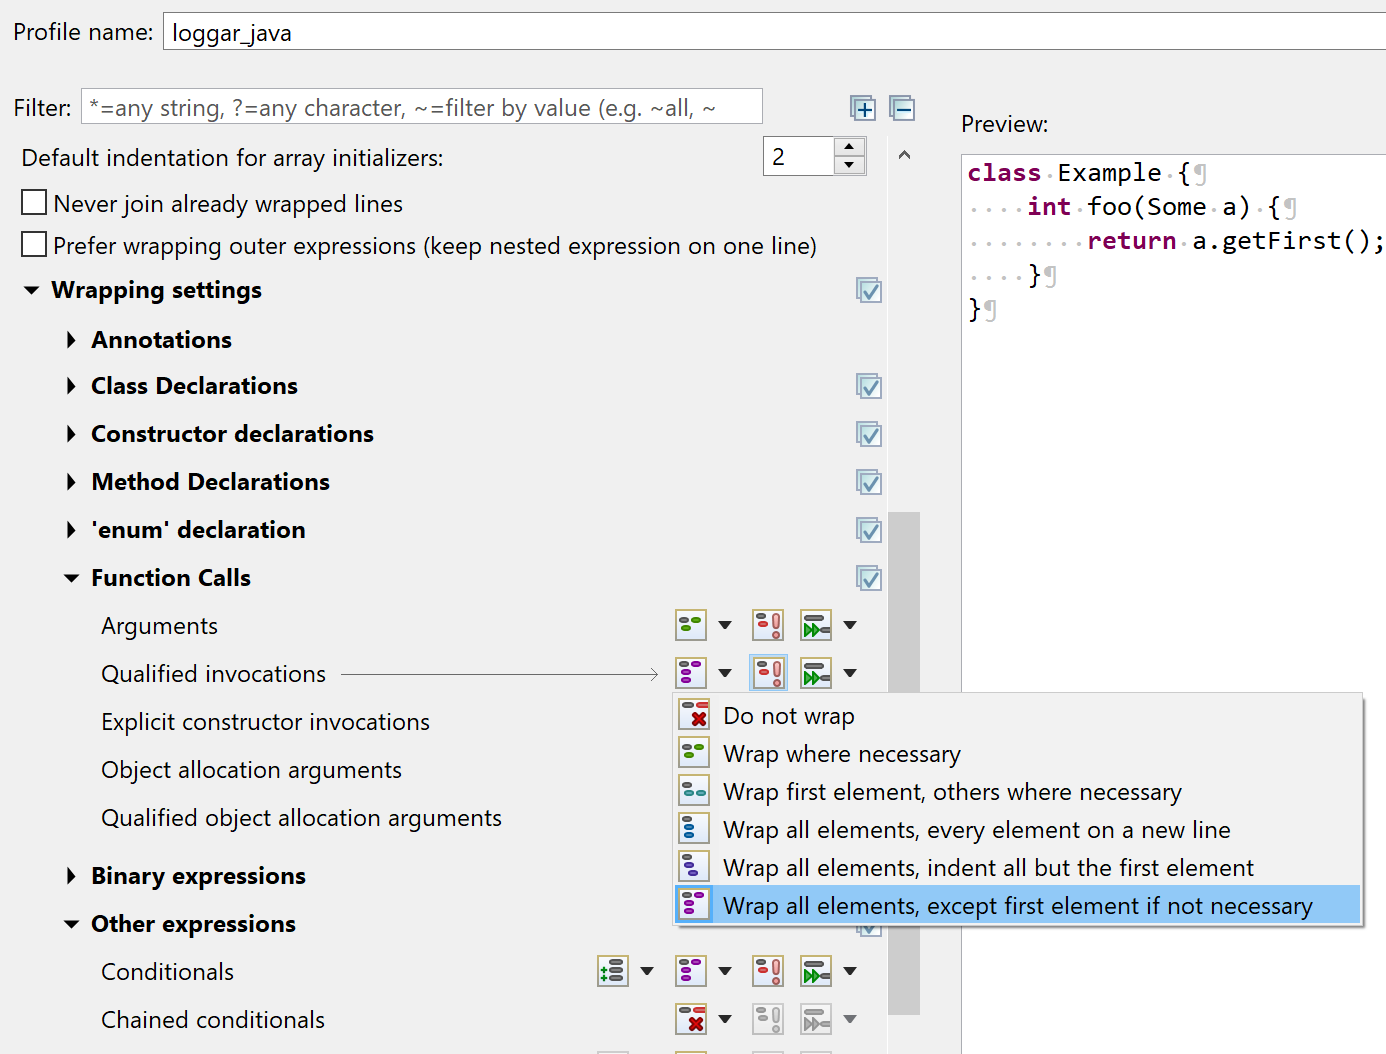 Profile name: loggar_java
Filter: *=any string, ?=any character, ~=filter by value (e.g. ~all, ~
Default indentation for array initializers: 2
Never join already wrapped lines
Prefer wrapping outer expressions (keep nested expression on one line)
Wrapping settings
Annotations
Class Declarations
Constructor declarations
Method Declarations
'enum' declaration
Function Calls
Arguments
Qualified invocations
Explicit constructor invocations
Object allocation arguments
Qualified object allocation arguments
Binary expressions
Other expressions
Conditionals
Chained conditionals
Do not wrap
Wrap where necessary
Wrap first element, others where necessary
Wrap all elements, every element on a new line
Wrap all elements, indent all but the first element
Wrap all elements, except first element if not necessary
Preview:
class·Example·{¶
····int·foo(Some·a)·{¶
········return·a.getFirst();
····}¶
}¶